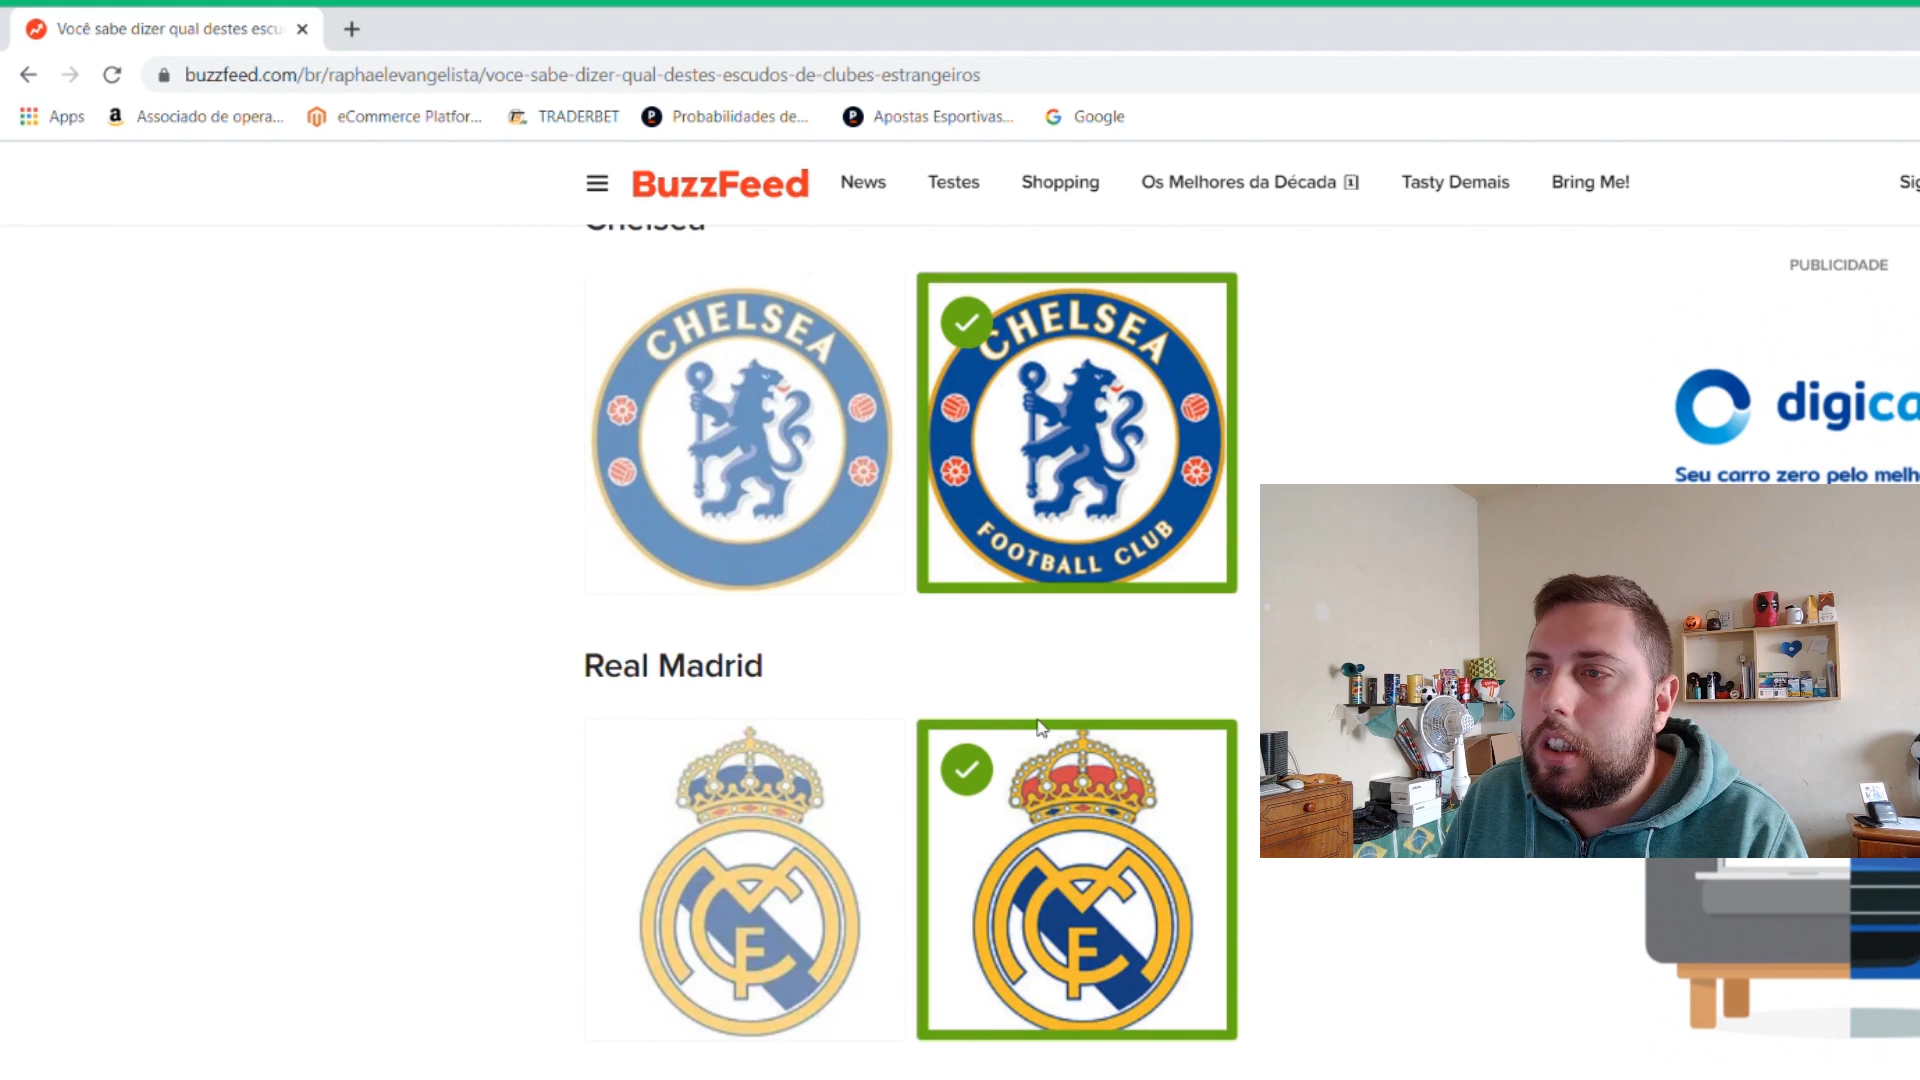 Você sabe dizer qual destes escu
buzzfeed.com/br/raphaelevangelista/voce-sabe-dizer-qual-destes-escudos-de-clubes-estrangeiros
Apps
Associado de opera...
eCommerce Platfor...
TRADERBET
Probabilidades de...
Apostas Esportivas...
Google
BuzzFeed
News
Testes
Shopping
Os Melhores da Década
Tasty Demais
Bring Me!
Sig
Chelsea
PUBLICIDADE
CHELSEA
CHELSEA
FOOTBALL CLUB
digica
Seu carro zero pelo melh
Real Madrid